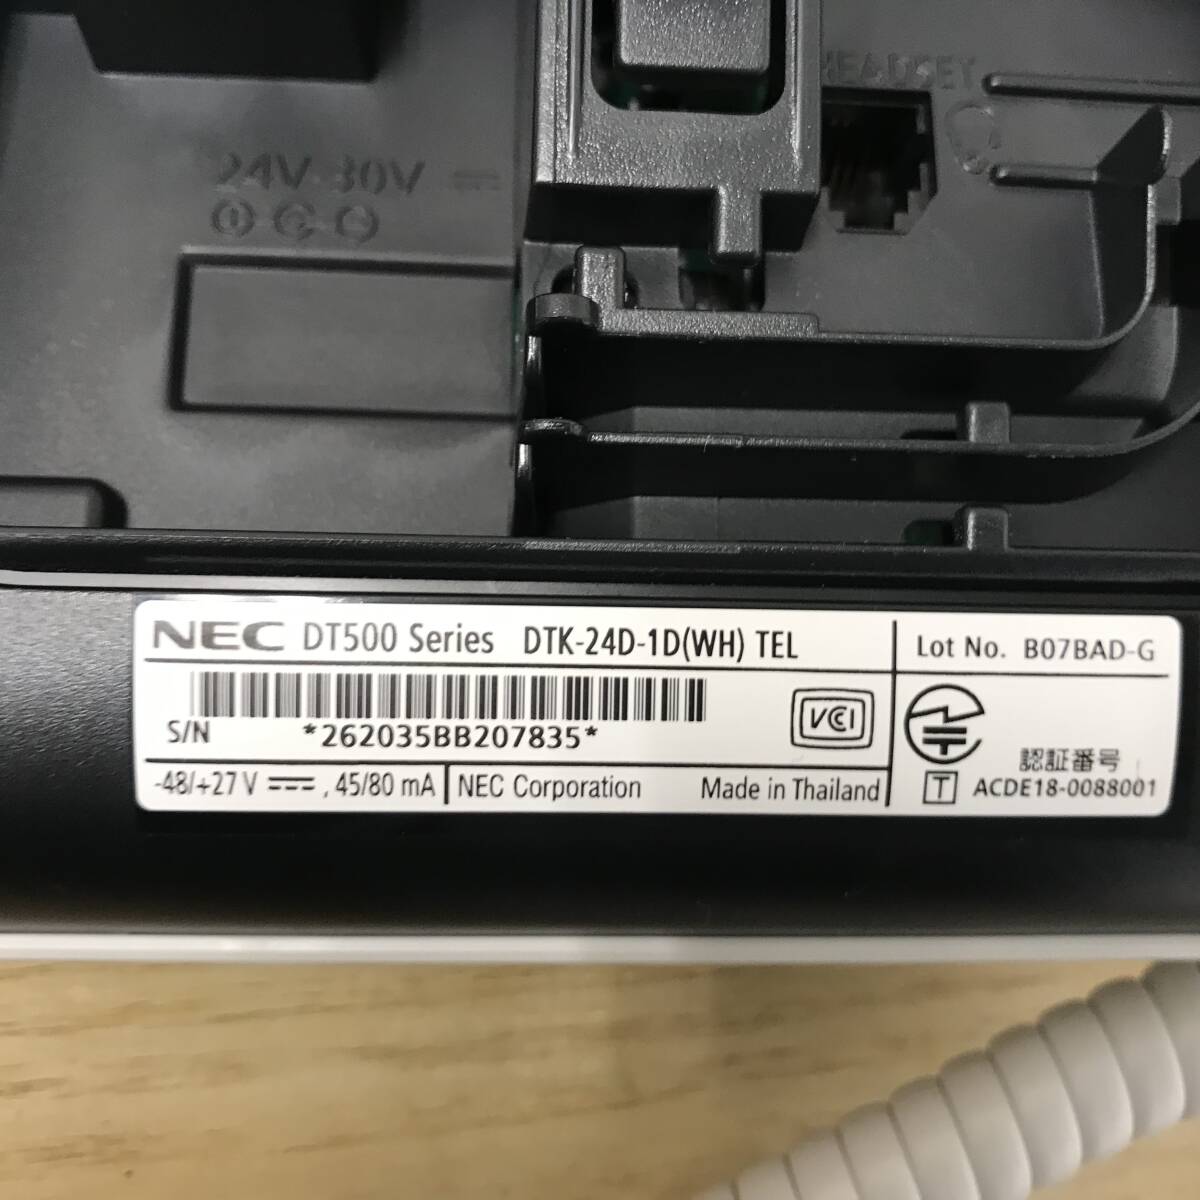 HEADSET
24V-30V
NEC DT500 Series DTK-24D-1D(WH) TEL
Lot No. B07BAD-G
S/N *262035BB207835*
VCCI
認証番号
T ACDE18-0088001
-48/+27 V ⎓, 45/80 mA NEC Corporation Made in Thailand